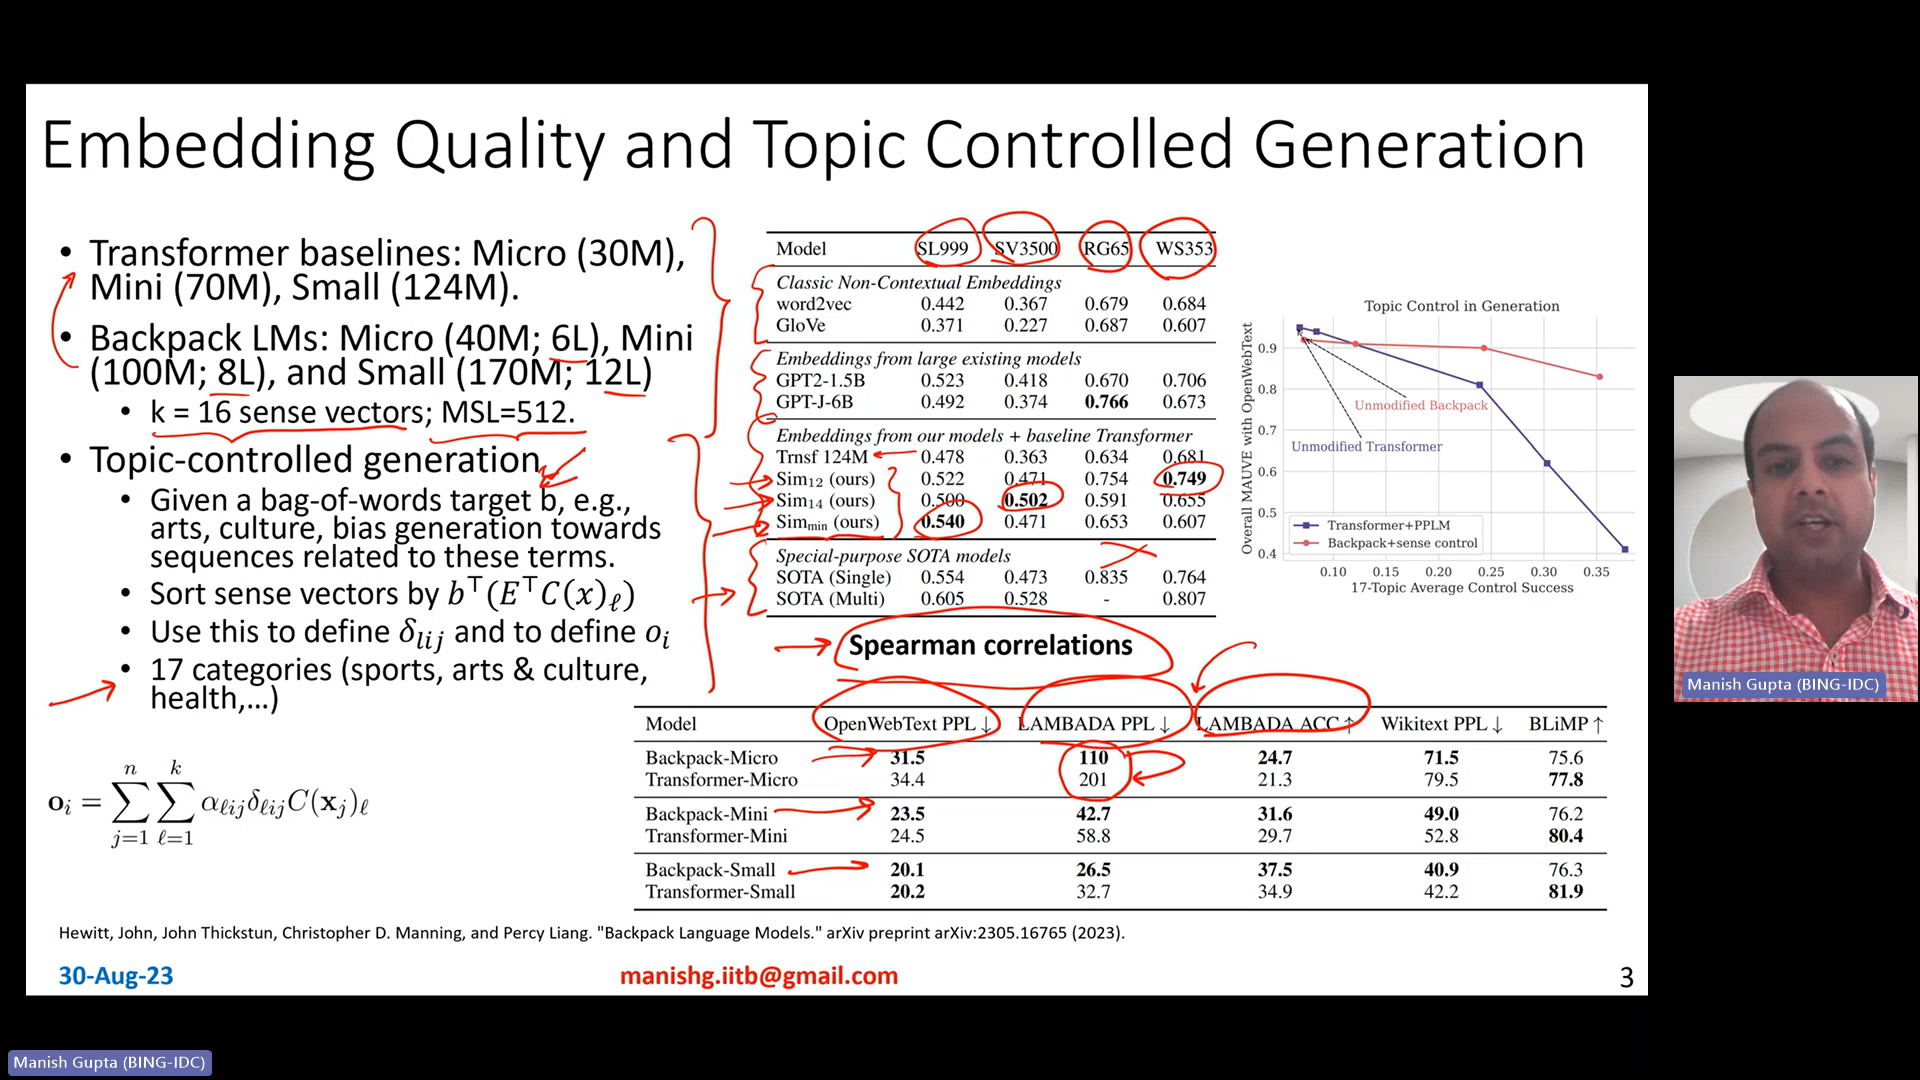 Embedding Quality and Topic Controlled Generation
• Transformer baselines: Micro (30M),
Mini (70M), Small (124M).
• Backpack LMs: Micro (40M; 6L), Mini
(100M; 8L), and Small (170M; 12L)
• k = 16 sense vectors; MSL=512.
• Topic-controlled generation
• Given a bag-of-words target b, e.g.,
arts, culture, bias generation towards
sequences related to these terms.
• Sort sense vectors by b⊤(E⊤C(x)ℓ)
• Use this to define δlij and to define oi
• 17 categories (sports, arts & culture,
health,...)
oi = ∑j=1n ∑ℓ=1k αℓijδℓijC(xj)ℓ
Model SL999 SV3500 RG65 WS353
Classic Non-Contextual Embeddings
word2vec 0.442 0.367 0.679 0.684
GloVe 0.371 0.227 0.687 0.607
Embeddings from large existing models
GPT2-1.5B 0.523 0.418 0.670 0.706
GPT-J-6B 0.492 0.374 0.766 0.673
Embeddings from our models + baseline Transformer
Trnsf 124M 0.478 0.363 0.634 0.681
Sim12 (ours) 0.522 0.471 0.754 0.749
Sim14 (ours) 0.500 0.502 0.591 0.655
Simmin (ours) 0.540 0.471 0.653 0.607
Special-purpose SOTA models
SOTA (Single) 0.554 0.473 0.835 0.764
SOTA (Multi) 0.605 0.528 - 0.807
Spearman correlations
Topic Control in Generation
Overall MAUVE with OpenWebText
0.9
0.8
0.7
0.6
0.5
0.4
Unmodified Backpack
Unmodified Transformer
Transformer+PPLM
Backpack+sense control
0.10 0.15 0.20 0.25 0.30 0.35
17-Topic Average Control Success
Model OpenWebText PPL ↓ LAMBADA PPL ↓ LAMBADA ACC ↑ Wikitext PPL ↓ BLiMP ↑
Backpack-Micro 31.5 110 24.7 71.5 75.6
Transformer-Micro 34.4 201 21.3 79.5 77.8
Backpack-Mini 23.5 42.7 31.6 49.0 76.2
Transformer-Mini 24.5 58.8 29.7 52.8 80.4
Backpack-Small 20.1 26.5 37.5 40.9 76.3
Transformer-Small 20.2 32.7 34.9 42.2 81.9
Hewitt, John, John Thickstun, Christopher D. Manning, and Percy Liang. "Backpack Language Models." arXiv preprint arXiv:2305.16765 (2023).
30-Aug-23
manishg.iitb@gmail.com
3
Manish Gupta (BING-IDC)
Manish Gupta (BING-IDC)